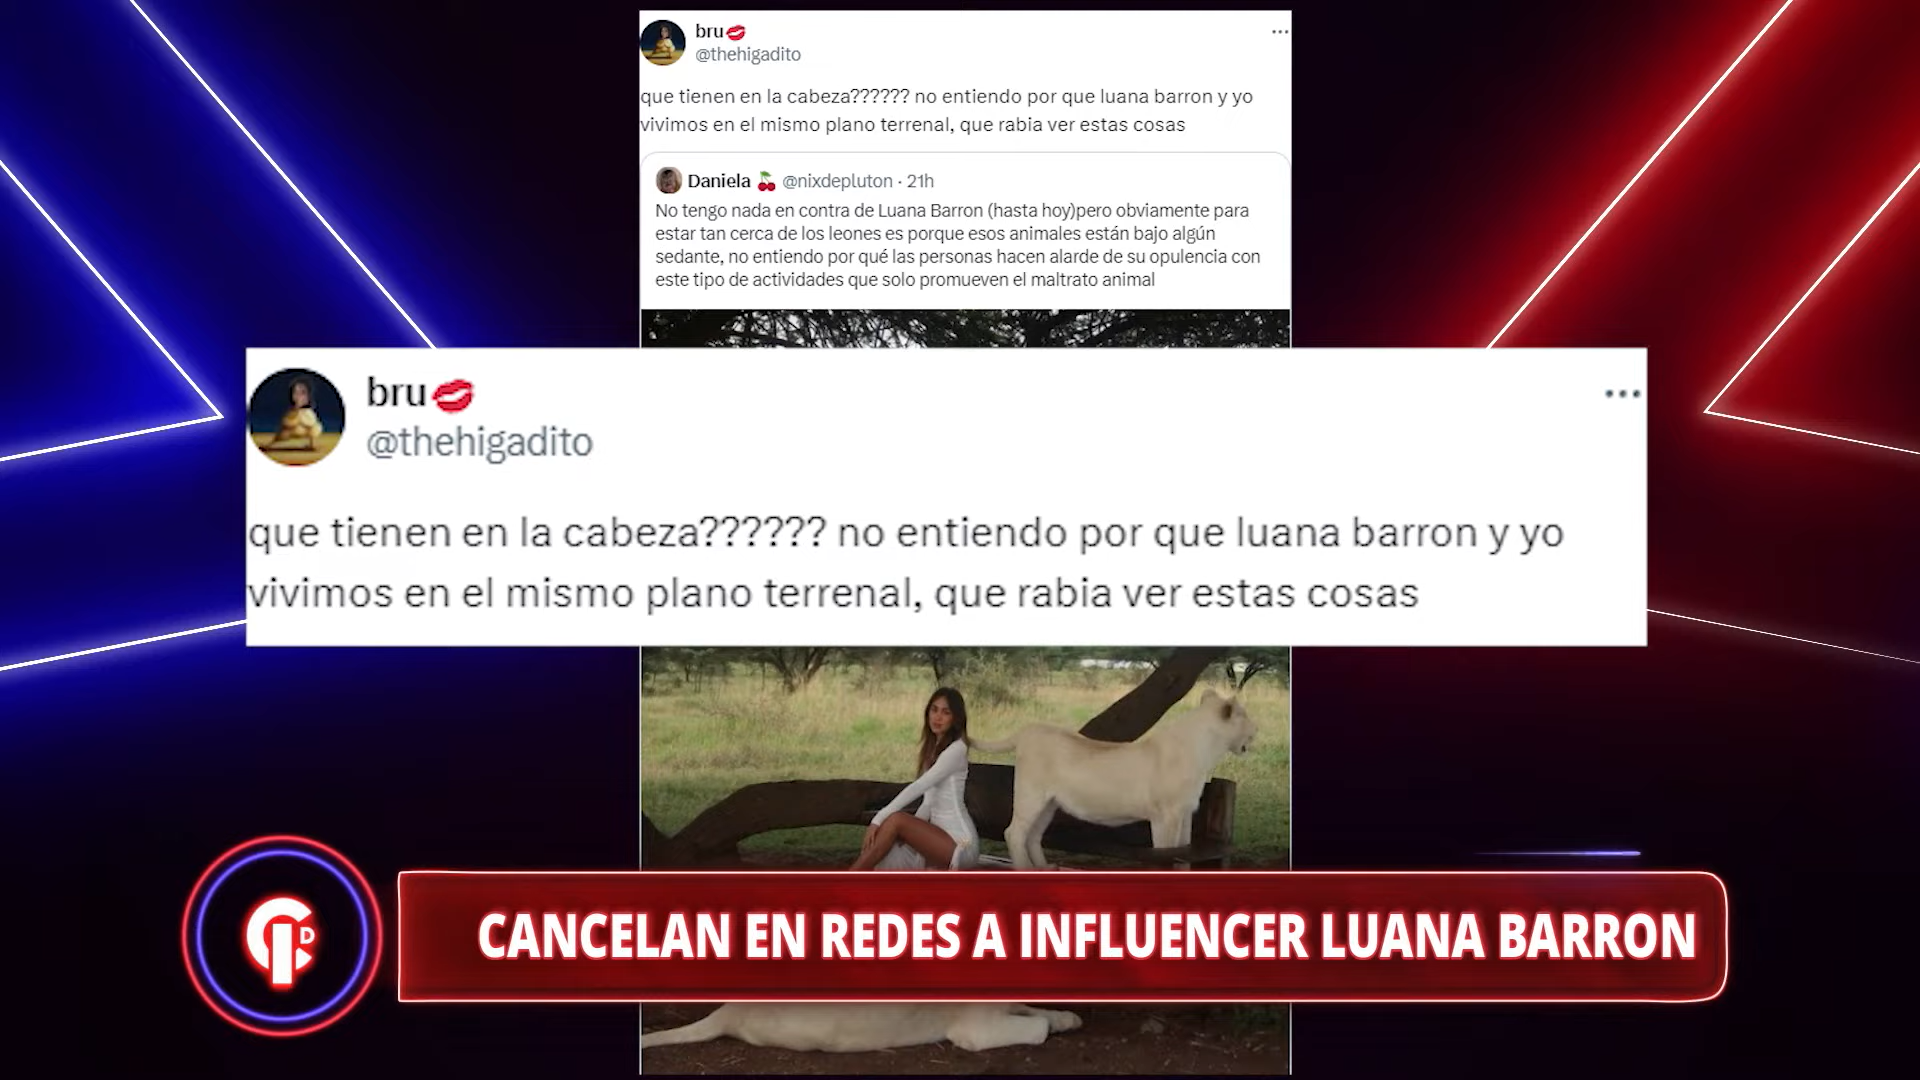 bru💋
@thehigadito
que tienen en la cabeza?????? no entiendo por que luana barron y yo
vivimos en el mismo plano terrenal, que rabia ver estas cosas
Daniela 🍒 @nixdepluton · 21h
No tengo nada en contra de Luana Barron (hasta hoy)pero obviamente para
estar tan cerca de los leones es porque esos animales están bajo algún
sedante, no entiendo por qué las personas hacen alarde de su opulencia con
este tipo de actividades que solo promueven el maltrato animal
bru💋
@thehigadito
que tienen en la cabeza?????? no entiendo por que luana barron y yo
vivimos en el mismo plano terrenal, que rabia ver estas cosas
CANCELAN EN REDES A INFLUENCER LUANA BARRON